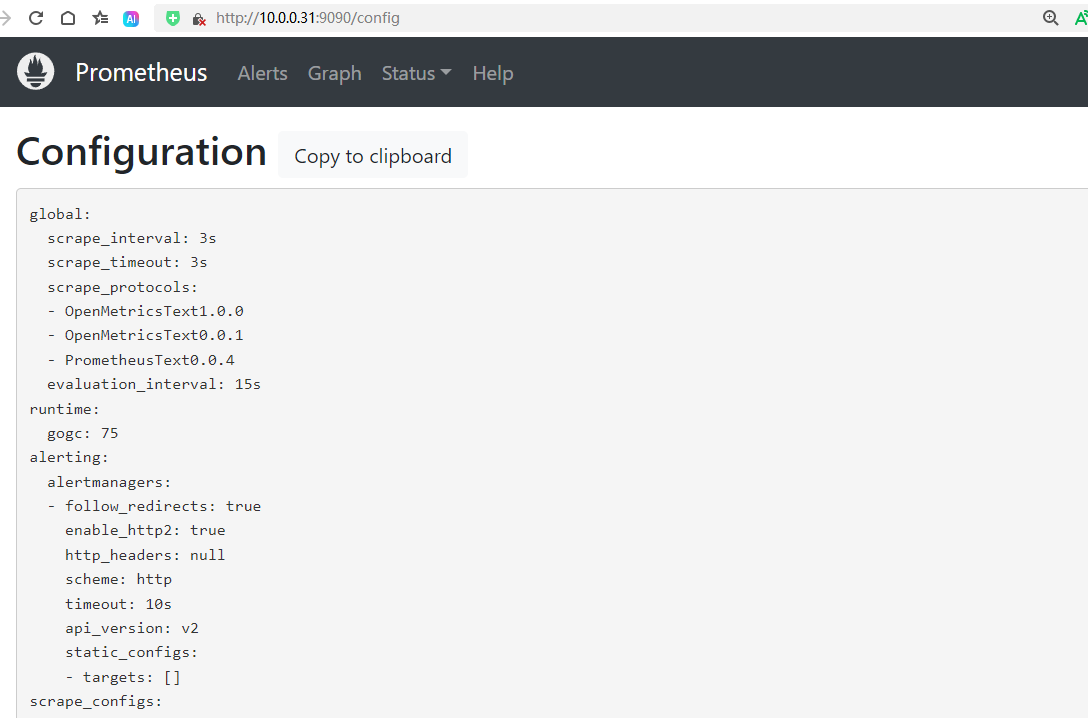 AI http://10.0.0.31:9090/config
Prometheus Alerts Graph Status Help
Configuration Copy to clipboard
global:
  scrape_interval: 3s
  scrape_timeout: 3s
  scrape_protocols:
  - OpenMetricsText1.0.0
  - OpenMetricsText0.0.1
  - PrometheusText0.0.4
  evaluation_interval: 15s
runtime:
  gogc: 75
alerting:
  alertmanagers:
  - follow_redirects: true
    enable_http2: true
    http_headers: null
    scheme: http
    timeout: 10s
    api_version: v2
    static_configs:
    - targets: []
scrape_configs: